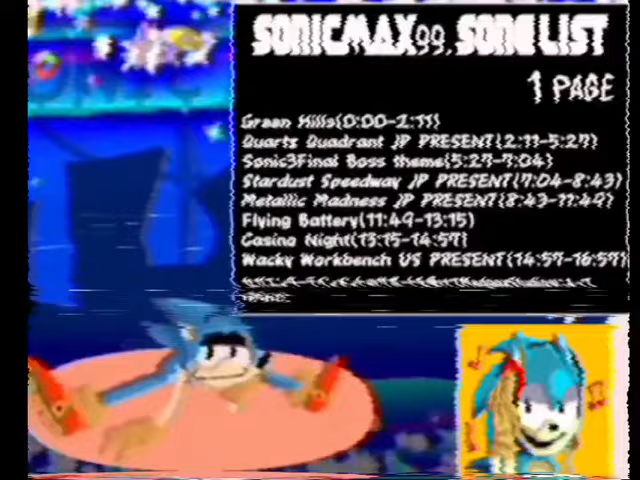 SONICMAX99. SONG LIST
1 PAGE
Green Hills(0:00-2:11)
Quartz Quadrant JP PRESENT(2:11-5:27)
Sonic3Final Boss theme(5:27-7:04)
Stardust Speedway JP PRESENT(7:04-8:43)
Metallic Madness JP PRESENT(8:43-11:49)
Flying Battery(11:49-13:15)
Casino Night(13:15-14:57)
Wacky Workbench US PRESENT(14:57-16:57)